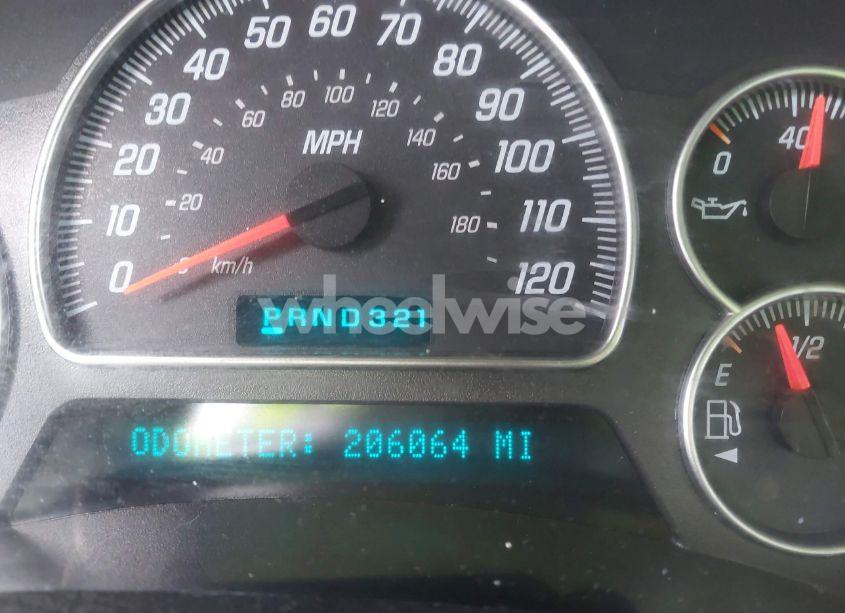 50 60 70
40 80
30 90
20 100
10 110
0 120
60 80 100 120
40 140
20 160
0 180
MPH
km/h
PRND321
wheelwise
ODOMETER: 206064 MI
0 40
E 1/2